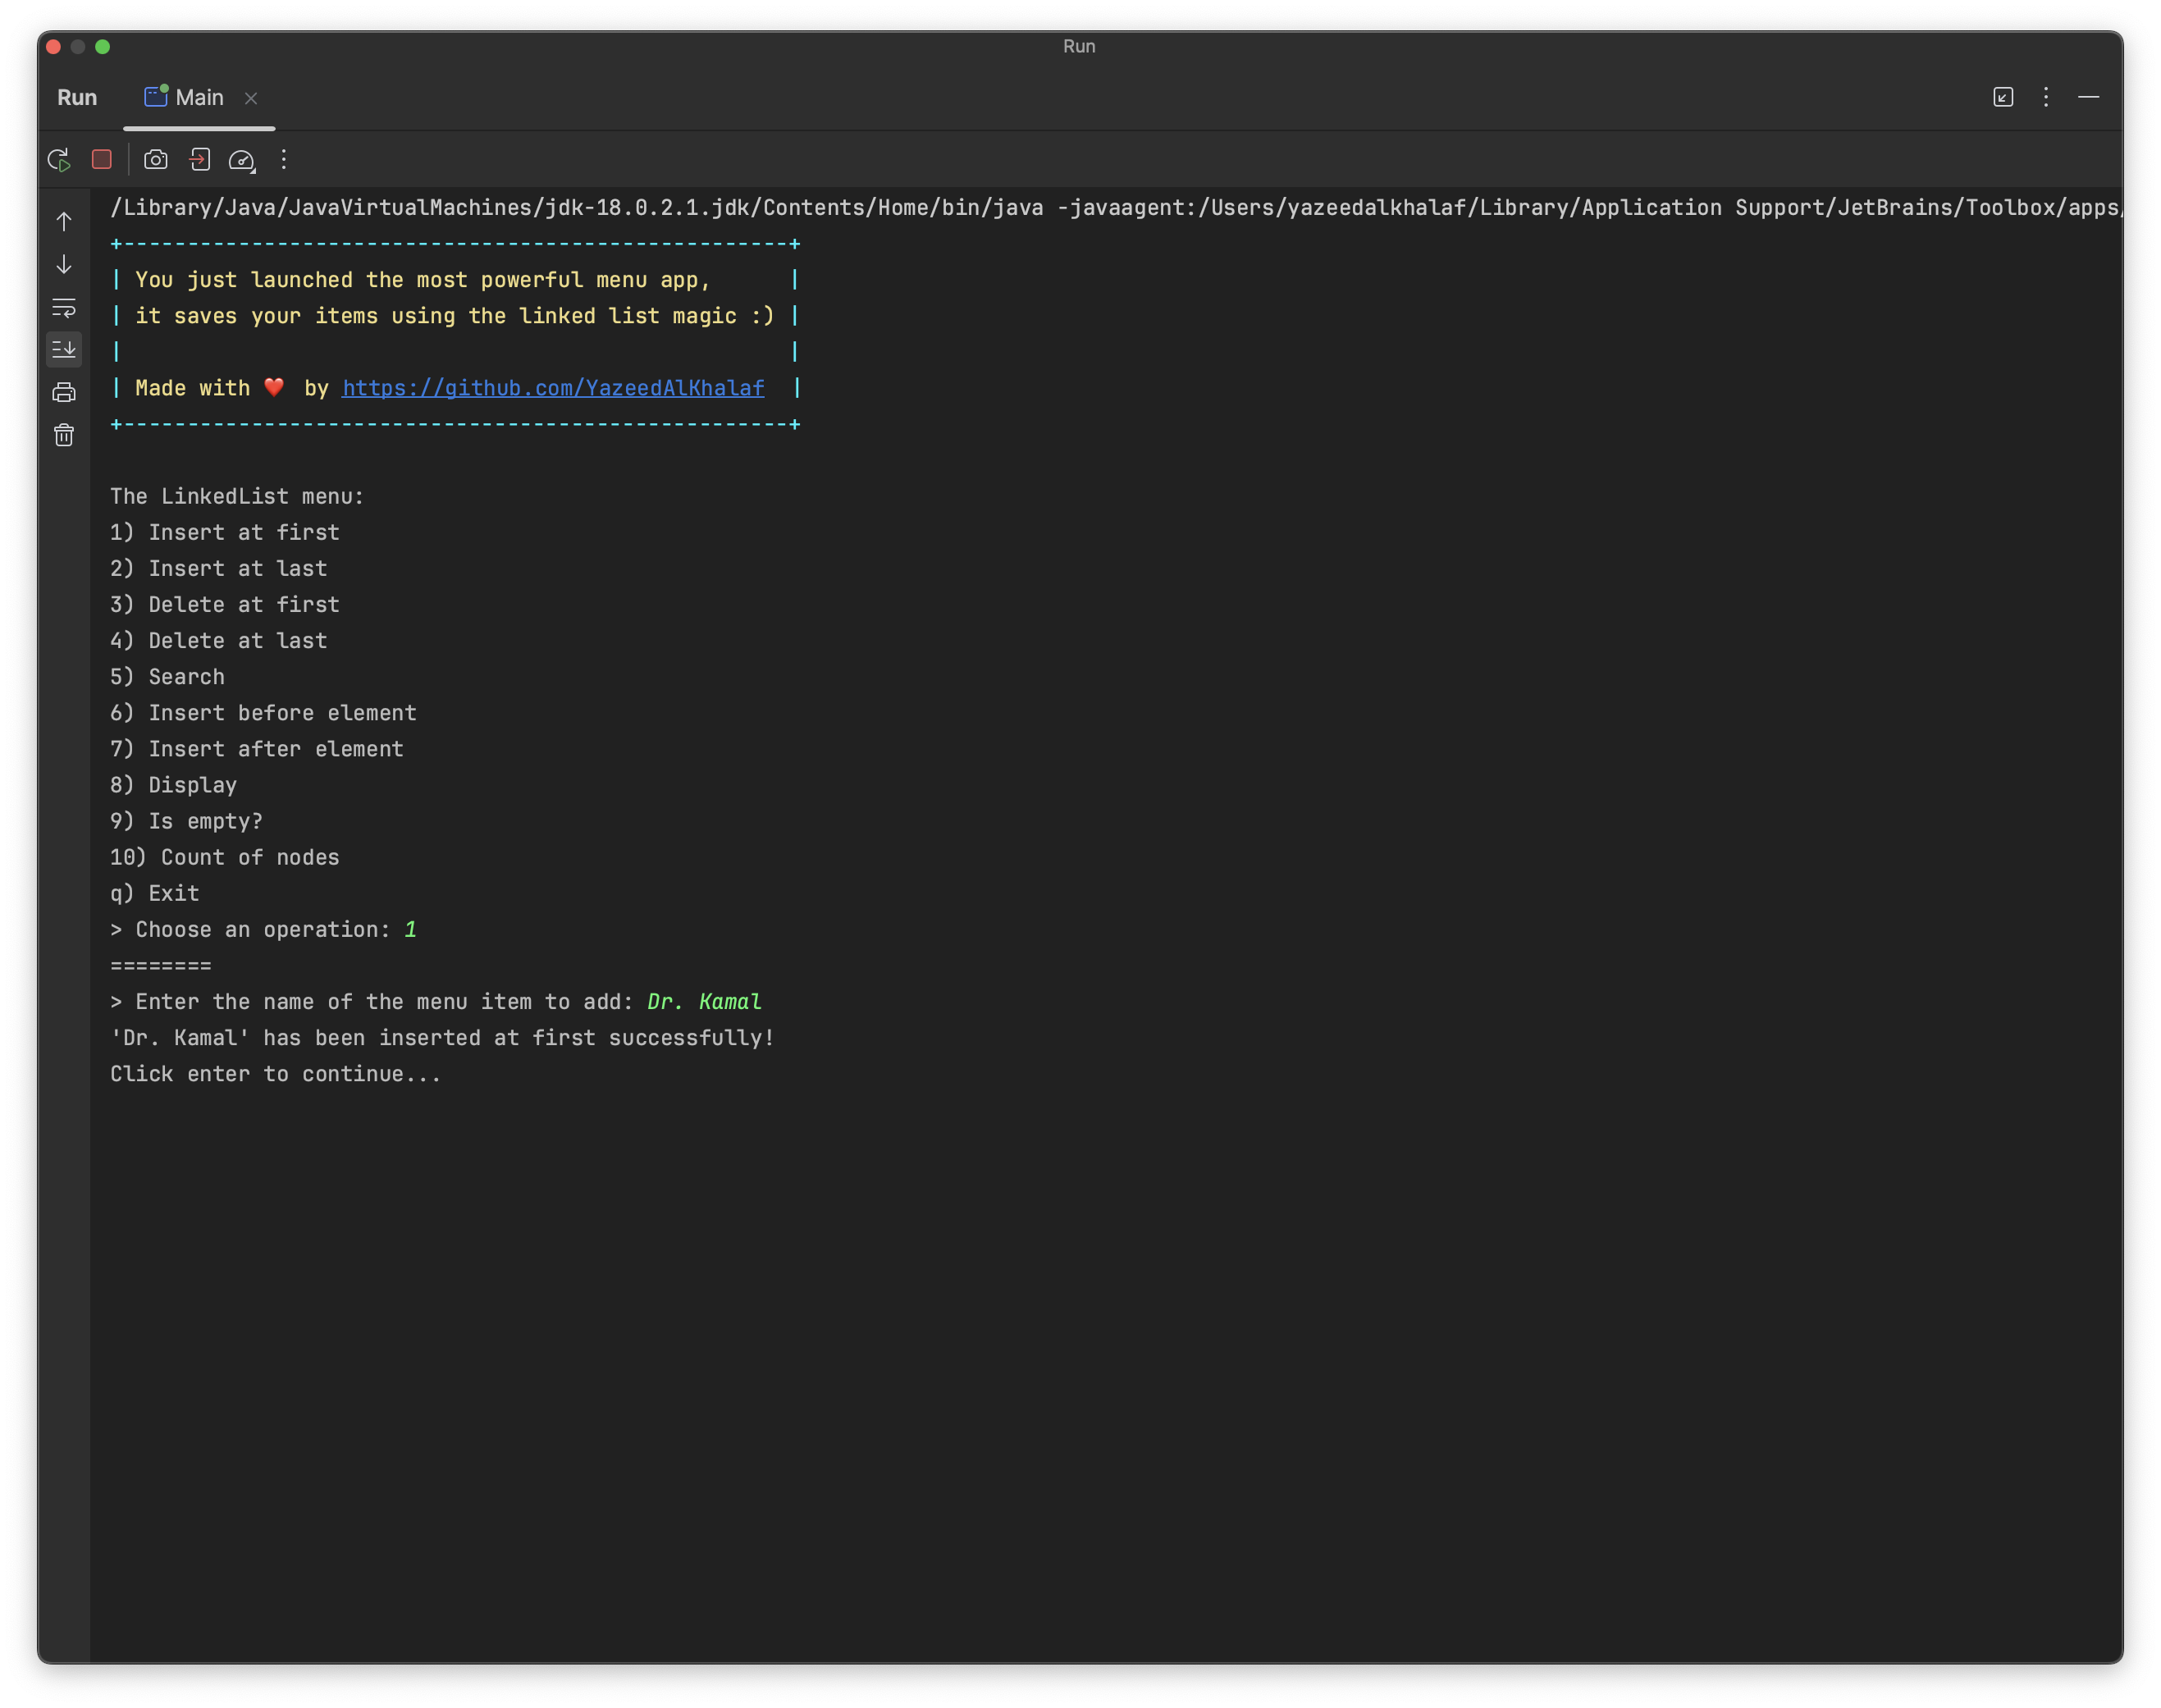 Run
Run Main
/Library/Java/JavaVirtualMachines/jdk-18.0.2.1.jdk/Contents/Home/bin/java -javaagent:/Users/yazeedalkhalaf/Library/Application Support/JetBrains/Toolbox/apps/
+----------------------------------------------------+
| You just launched the most powerful menu app,      |
| it saves your items using the linked list magic :) |
|                                                    |
| Made with ❤️ by https://github.com/YazeedAlKhalaf  |
+----------------------------------------------------+
The LinkedList menu:
1) Insert at first
2) Insert at last
3) Delete at first
4) Delete at last
5) Search
6) Insert before element
7) Insert after element
8) Display
9) Is empty?
10) Count of nodes
q) Exit
> Choose an operation: 1
========
> Enter the name of the menu item to add: Dr. Kamal
'Dr. Kamal' has been inserted at first successfully!
Click enter to continue...